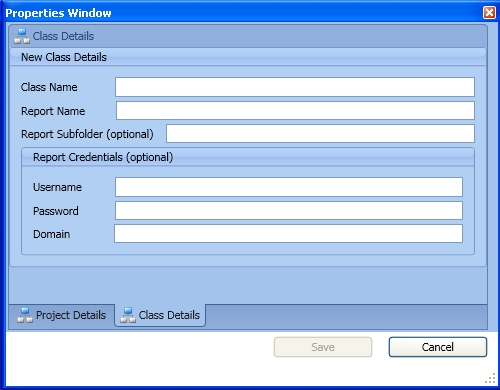 Properties Window
Class Details
New Class Details
Class Name
Report Name
Report Subfolder (optional)
Report Credentials (optional)
Username
Password
Domain
Project Details Class Details
Save Cancel